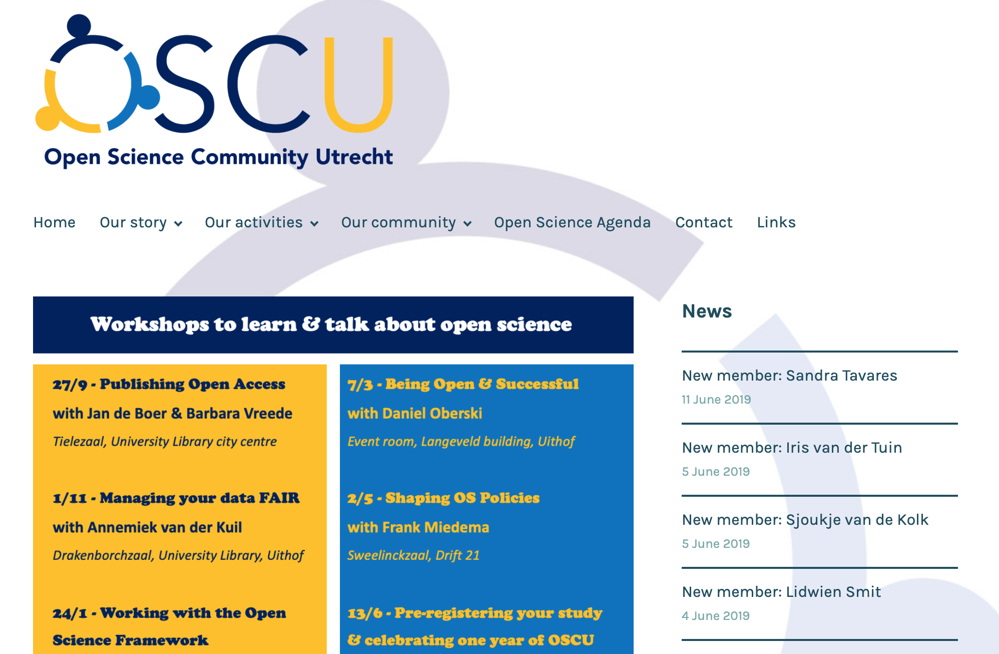 OSCU
Open Science Community Utrecht
Home Our story Our activities Our community Open Science Agenda Contact Links
Workshops to learn & talk about open science
27/9 - Publishing Open Access
with Jan de Boer & Barbara Vreede
Tielezaal, University Library city centre
1/11 - Managing your data FAIR
with Annemiek van der Kuil
Drakenborchzaal, University Library, Uithof
24/1 - Working with the Open
Science Framework
7/3 - Being Open & Successful
with Daniel Oberski
Event room, Langeveld building, Uithof
2/5 - Shaping OS Policies
with Frank Miedema
Sweelinckzaal, Drift 21
13/6 - Pre-registering your study
& celebrating one year of OSCU
News
New member: Sandra Tavares
11 June 2019
New member: Iris van der Tuin
5 June 2019
New member: Sjoukje van de Kolk
5 June 2019
New member: Lidwien Smit
4 June 2019